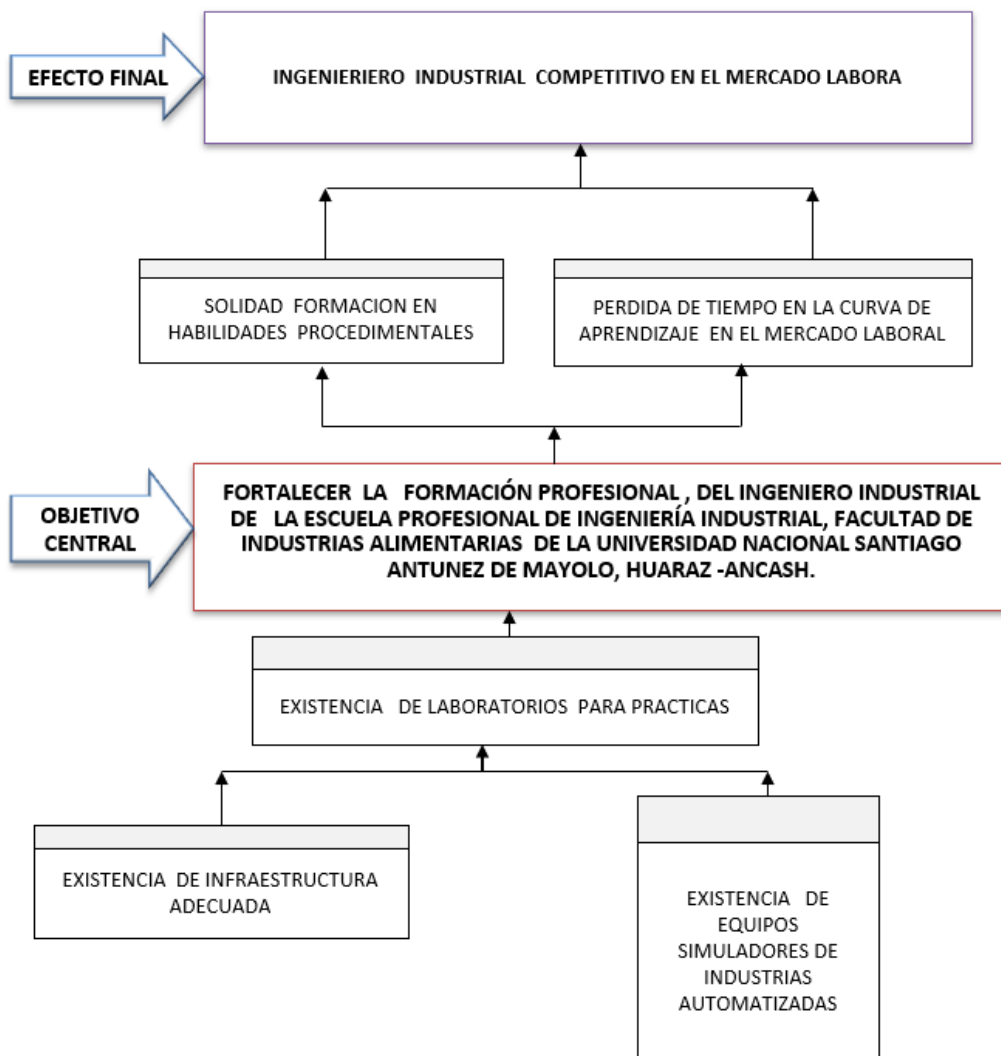 EFECTO FINAL
INGENIERIERO INDUSTRIAL COMPETITIVO EN EL MERCADO LABORA
SOLIDAD FORMACION EN
HABILIDADES PROCEDIMENTALES
PERDIDA DE TIEMPO EN LA CURVA DE
APRENDIZAJE EN EL MERCADO LABORAL
OBJETIVO
CENTRAL
FORTALECER LA FORMACIÓN PROFESIONAL , DEL INGENIERO INDUSTRIAL
DE LA ESCUELA PROFESIONAL DE INGENIERÍA INDUSTRIAL, FACULTAD DE
INDUSTRIAS ALIMENTARIAS DE LA UNIVERSIDAD NACIONAL SANTIAGO
ANTUNEZ DE MAYOLO, HUARAZ -ANCASH.
EXISTENCIA DE LABORATORIOS PARA PRACTICAS
EXISTENCIA DE INFRAESTRUCTURA
ADECUADA
EXISTENCIA DE
EQUIPOS
SIMULADORES DE
INDUSTRIAS
AUTOMATIZADAS